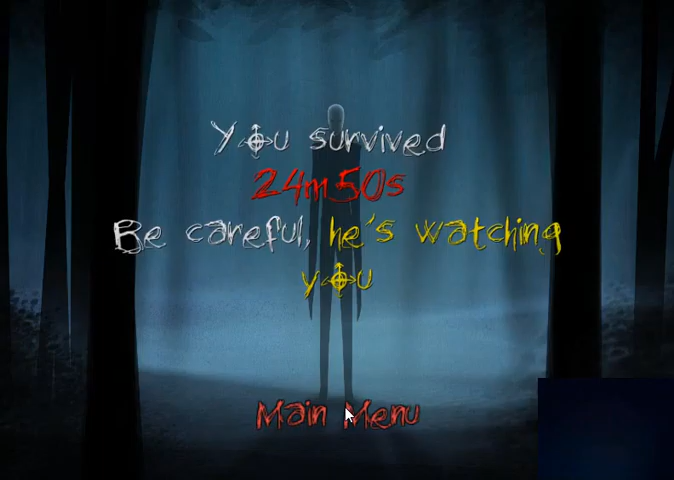 You survived
24m50s
Be careful, he's watching
you
Main Menu